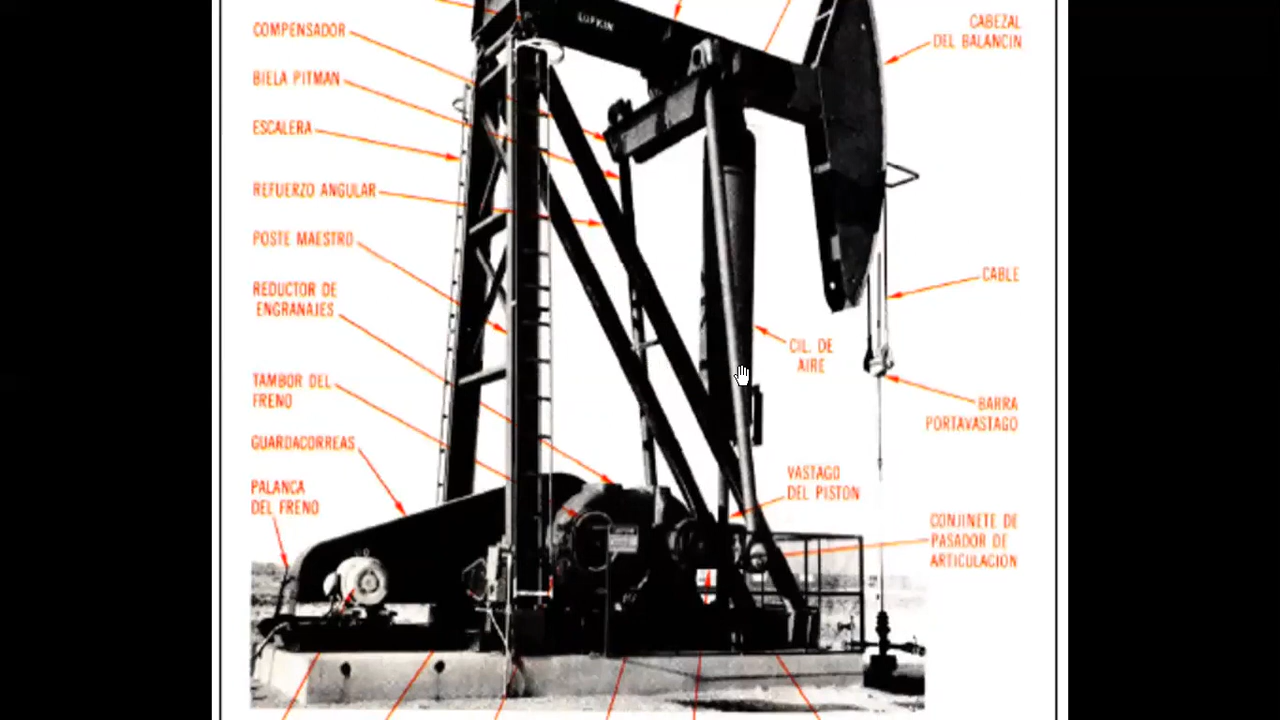 LUFKIN
CABEZAL
DEL BALANCIN
COMPENSADOR
BIELA PITMAN
ESCALERA
REFUERZO ANGULAR
POSTE MAESTRO
CABLE
REDUCTOR DE
ENGRANAJES
CIL. DE
AIRE
TAMBOR DEL
FRENO
BARRA
PORTAVASTAGO
GUARDACORREAS
VASTAGO
DEL PISTON
PALANCA
DEL FRENO
CONJINETE DE
PASADOR DE
ARTICULACION